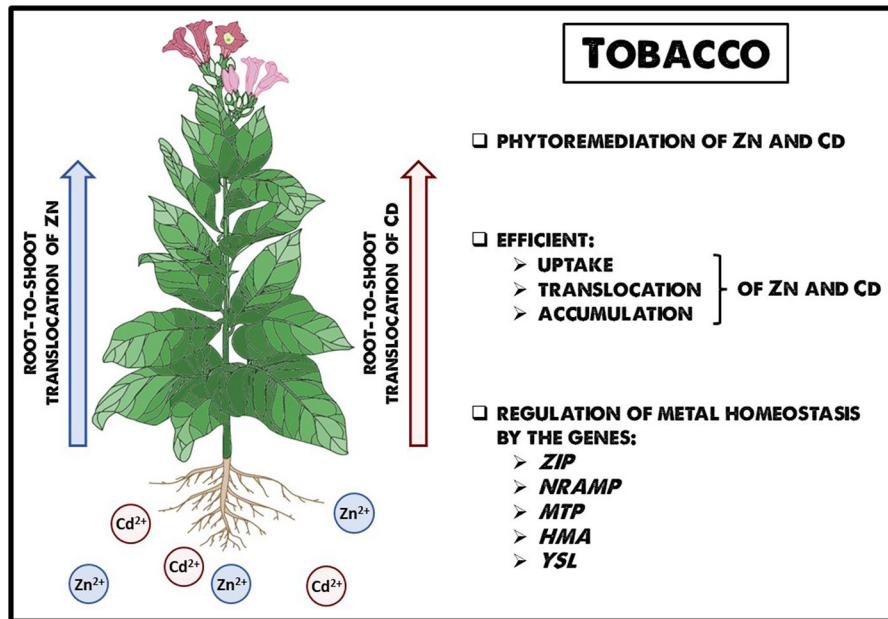 TOBACCO
❑ PHYTOREMEDIATION OF ZN AND CD
❑ EFFICIENT:
➢ UPTAKE
➢ TRANSLOCATION
➢ ACCUMULATION
OF ZN AND CD
❑ REGULATION OF METAL HOMEOSTASIS
BY THE GENES:
➢ ZIP
➢ NRAMP
➢ MTP
➢ HMA
➢ YSL
ROOT-TO-SHOOT
TRANSLOCATION OF ZN
ROOT-TO-SHOOT
TRANSLOCATION OF CD
Cd²⁺
Zn²⁺
Cd²⁺
Zn²⁺
Zn²⁺
Cd²⁺